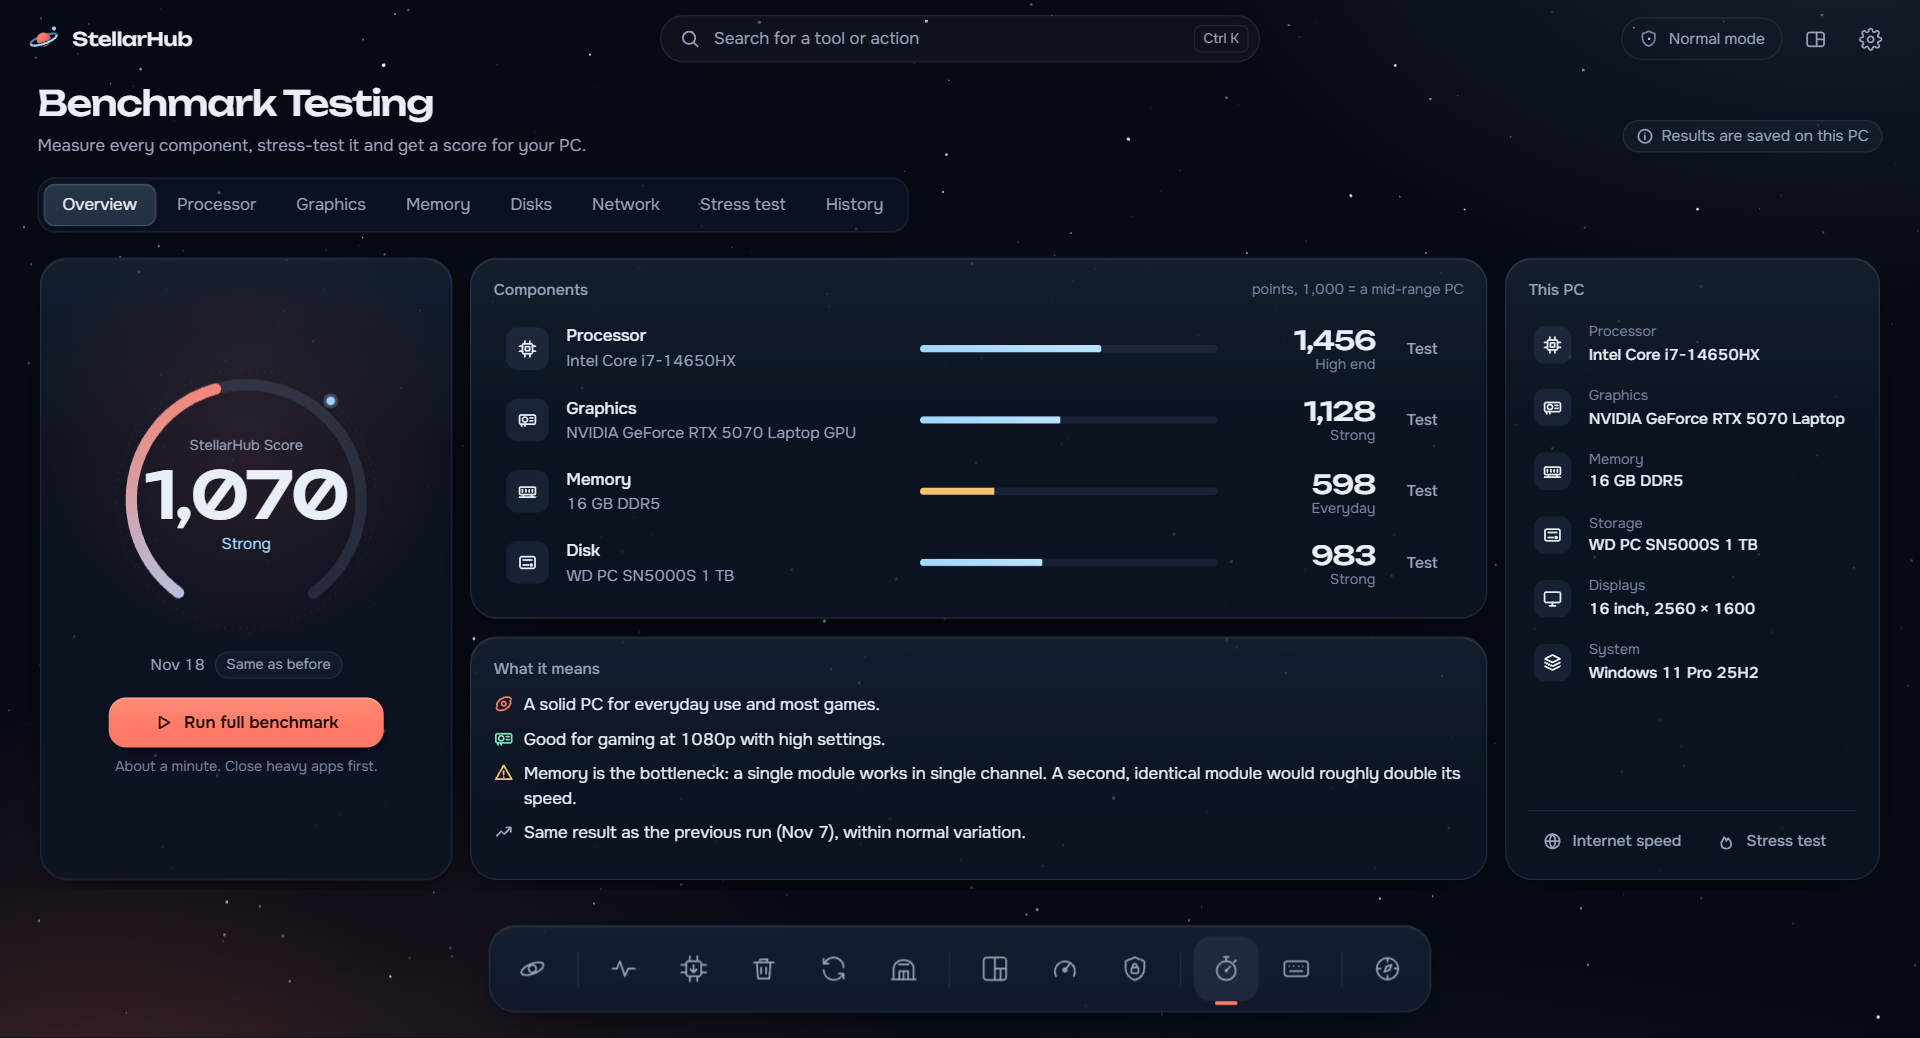 StellarHub
Search for a tool or action
Ctrl K
Normal mode
Benchmark Testing
Measure every component, stress-test it and get a score for your PC.
Results are saved on this PC
Overview
Processor
Graphics
Memory
Disks
Network
Stress test
History
StellarHub Score
1,070
Strong
Nov 18
Same as before
Run full benchmark
About a minute. Close heavy apps first.
Components
points, 1,000 = a mid-range PC
Processor
Intel Core i7-14650HX
1,456
High end
Test
Graphics
NVIDIA GeForce RTX 5070 Laptop GPU
1,128
Strong
Test
Memory
16 GB DDR5
598
Everyday
Test
Disk
WD PC SN5000S 1 TB
983
Strong
Test
What it means
A solid PC for everyday use and most games.
Good for gaming at 1080p with high settings.
Memory is the bottleneck: a single module works in single channel. A second, identical module would roughly double its
speed.
Same result as the previous run (Nov 7), within normal variation.
This PC
Processor
Intel Core i7-14650HX
Graphics
NVIDIA GeForce RTX 5070 Laptop
Memory
16 GB DDR5
Storage
WD PC SN5000S 1 TB
Displays
16 inch, 2560 × 1600
System
Windows 11 Pro 25H2
Internet speed
Stress test